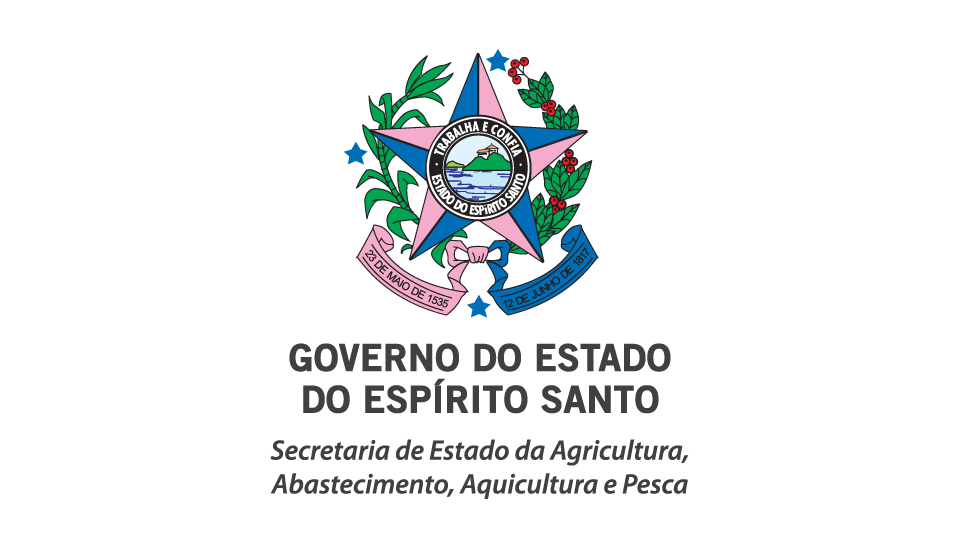 TRABALHA E CONFIA
ESTADO DO ESPÍRITO SANTO
23 DE MAIO DE 1535
12 DE JUNHO DE 1817
GOVERNO DO ESTADO
DO ESPÍRITO SANTO
Secretaria de Estado da Agricultura,
Abastecimento, Aquicultura e Pesca